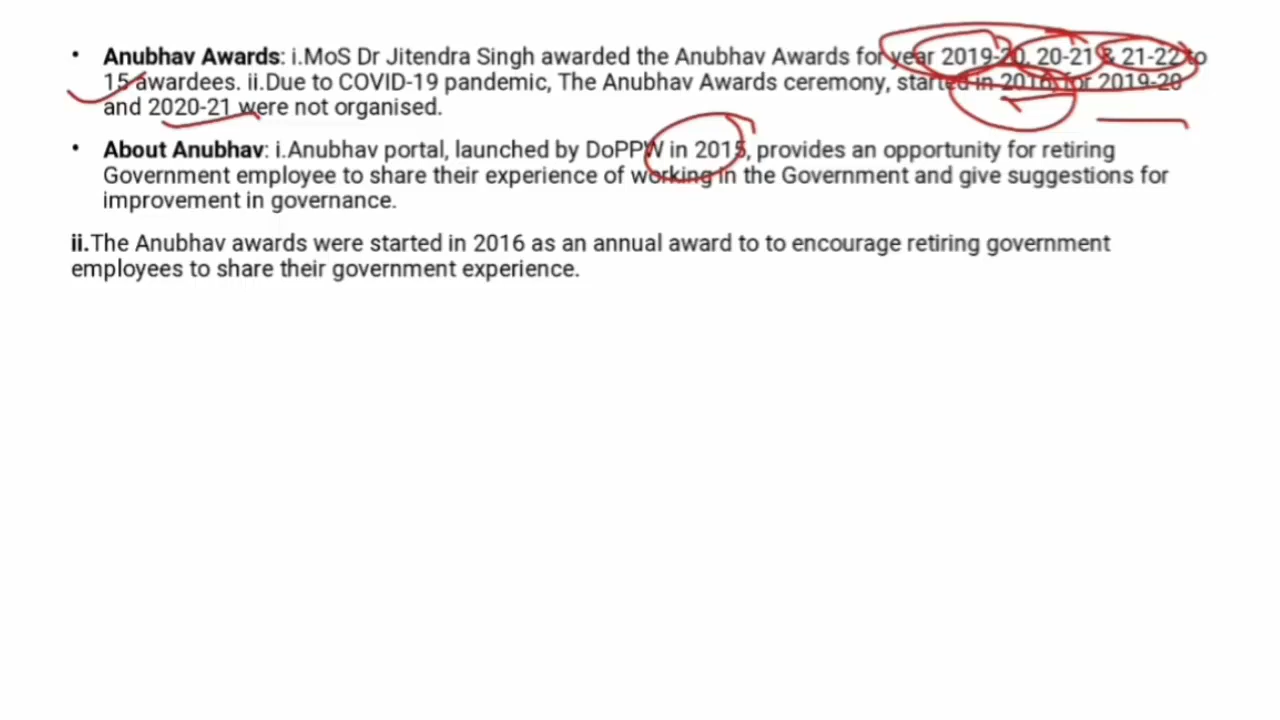 • Anubhav Awards: i.MoS Dr Jitendra Singh awarded the Anubhav Awards for year 2019-20, 20-21 & 21-22 to
15 awardees. ii.Due to COVID-19 pandemic, The Anubhav Awards ceremony, started in 2016, for 2019-20
and 2020-21 were not organised.
• About Anubhav: i.Anubhav portal, launched by DoPPW in 2015, provides an opportunity for retiring
Government employee to share their experience of working in the Government and give suggestions for
improvement in governance.
ii.The Anubhav awards were started in 2016 as an annual award to to encourage retiring government
employees to share their government experience.